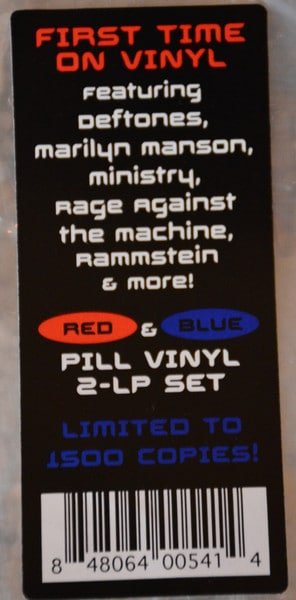 FIRST TIME
ON VINYL
Featuring
Deftones,
Marilyn Manson,
Ministry,
Rage Against
the Machine,
Rammstein
& more!
RED & BLUE
PILL VINYL
2-LP SET
LIMITED TO
1500 COPIES!
8 48064 00541 4